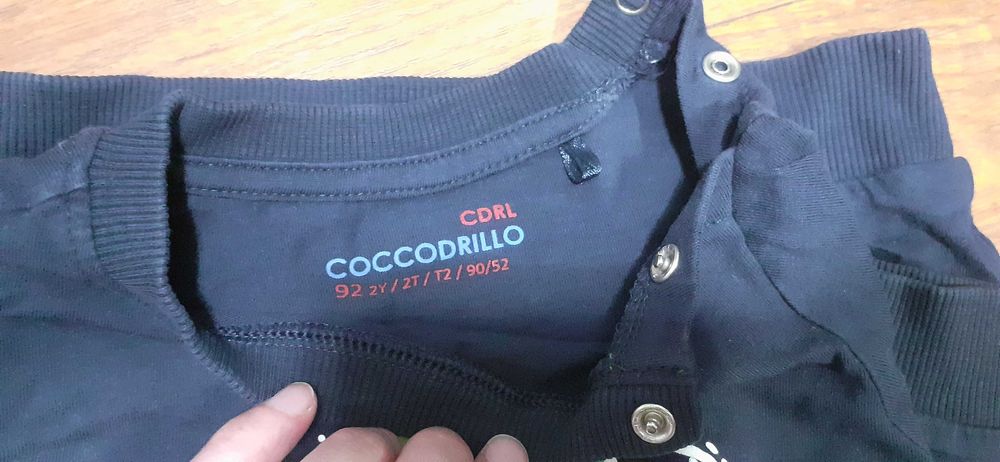 CDRL
COCCODRILLO
92 2Y / 2T / T2 / 90/52